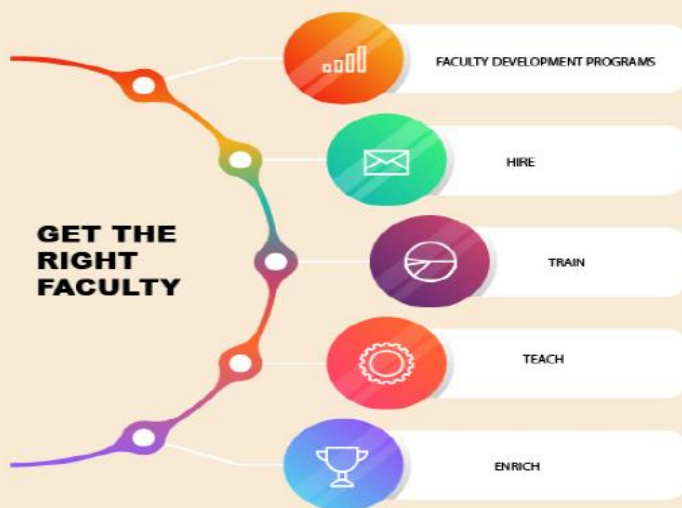 GET THE
RIGHT
FACULTY
FACULTY DEVELOPMENT PROGRAMS
HIRE
TRAIN
TEACH
ENRICH